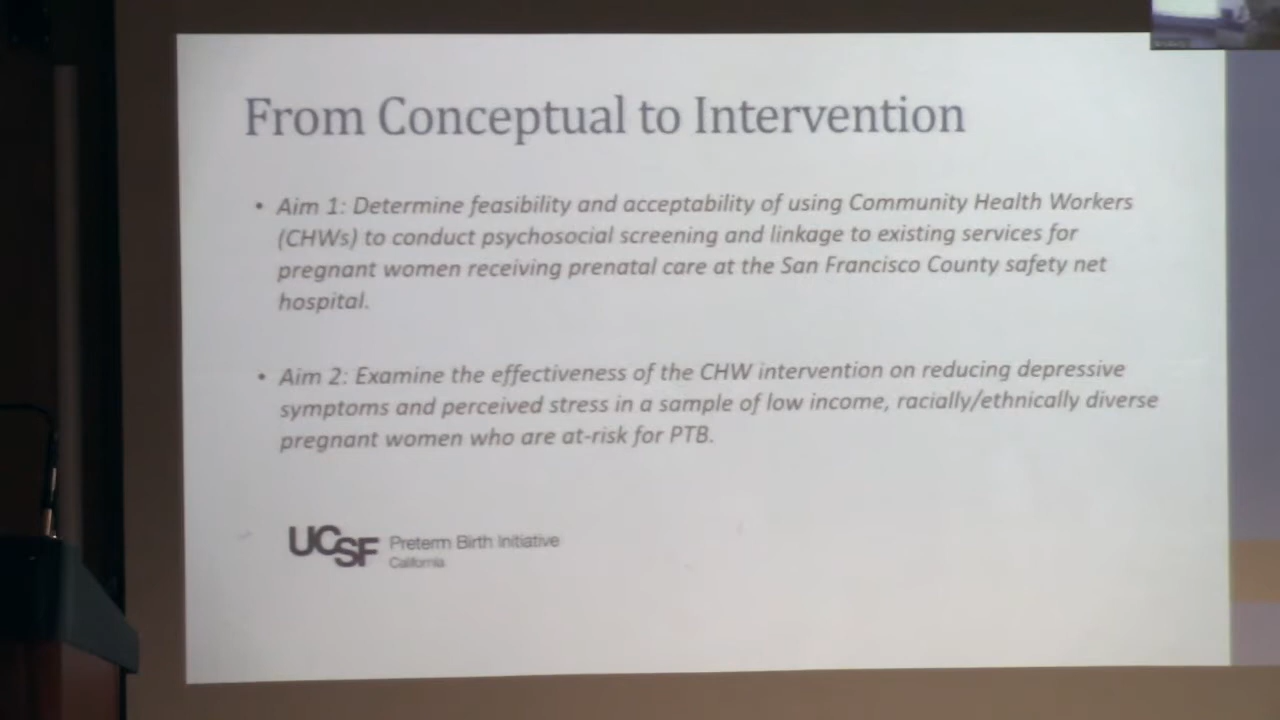 From Conceptual to Intervention
• Aim 1: Determine feasibility and acceptability of using Community Health Workers
(CHWs) to conduct psychosocial screening and linkage to existing services for
pregnant women receiving prenatal care at the San Francisco County safety net
hospital.
• Aim 2: Examine the effectiveness of the CHW intervention on reducing depressive
symptoms and perceived stress in a sample of low income, racially/ethnically diverse
pregnant women who are at-risk for PTB.
UCSF Preterm Birth Initiative
California